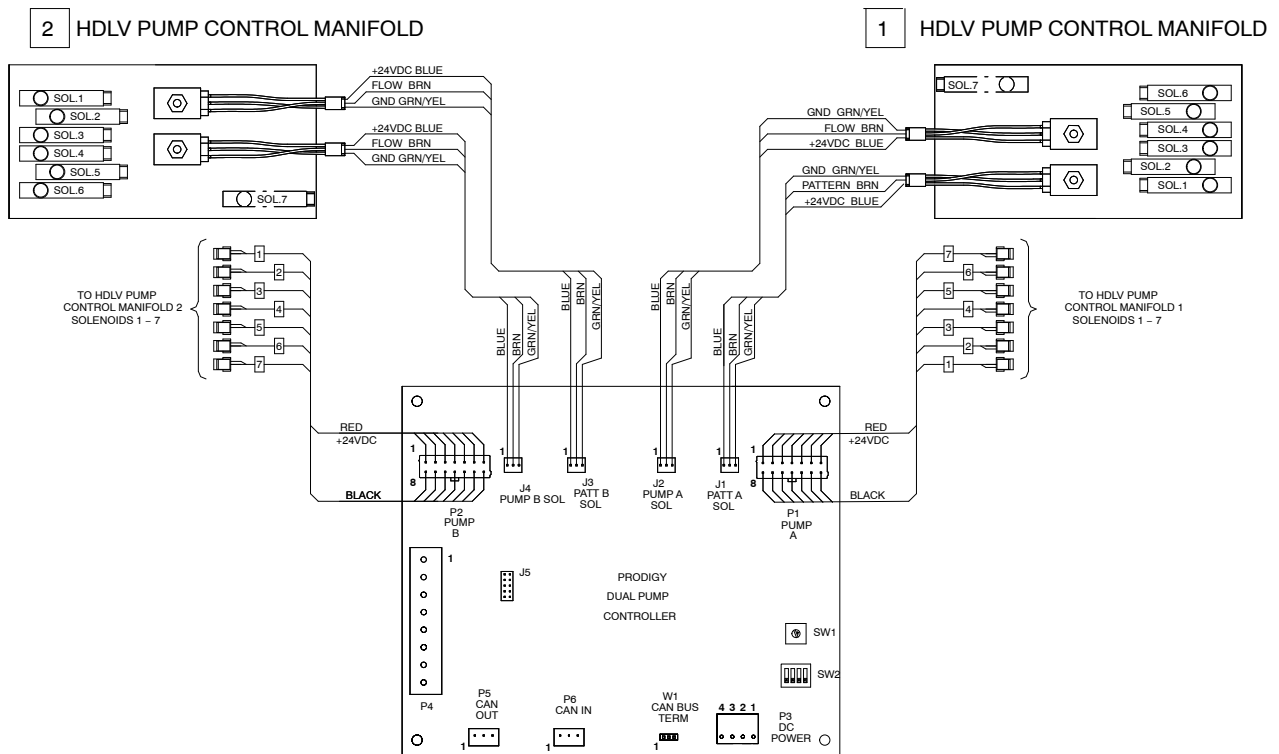 2 HDLV PUMP CONTROL MANIFOLD
1 HDLV PUMP CONTROL MANIFOLD
SOL.1
SOL.2
SOL.3
SOL.4
SOL.5
SOL.6
SOL.7
+24VDC BLUE
FLOW BRN
GND GRN/YEL
+24VDC BLUE
FLOW BRN
GND GRN/YEL
GND GRN/YEL
FLOW BRN
+24VDC BLUE
GND GRN/YEL
PATTERN BRN
+24VDC BLUE
SOL.7
SOL.6
SOL.5
SOL.4
SOL.3
SOL.2
SOL.1
TO HDLV PUMP
CONTROL MANIFOLD 2
SOLENOIDS 1 – 7
1
2
3
4
5
6
7
BLUE
BRN
GRN/YEL
BLUE
BRN
GRN/YEL
BLUE
BRN
GRN/YEL
BLUE
BRN
GRN/YEL
7
6
5
4
3
2
1
TO HDLV PUMP
CONTROL MANIFOLD 1
SOLENOIDS 1 – 7
RED
+24VDC
BLACK
1
8
P2
PUMP
B
1
J4
PUMP B SOL
1
J3
PATT B
SOL
1
J2
PUMP A
SOL
1
J1
PATT A
SOL
1
8
P1
PUMP
A
RED
+24VDC
BLACK
1
P4
J5
PRODIGY
DUAL PUMP
CONTROLLER
SW1
SW2
P5
CAN
OUT
1
P6
CAN IN
1
W1
CAN BUS
TERM
1
4 3 2 1
P3
DC
POWER